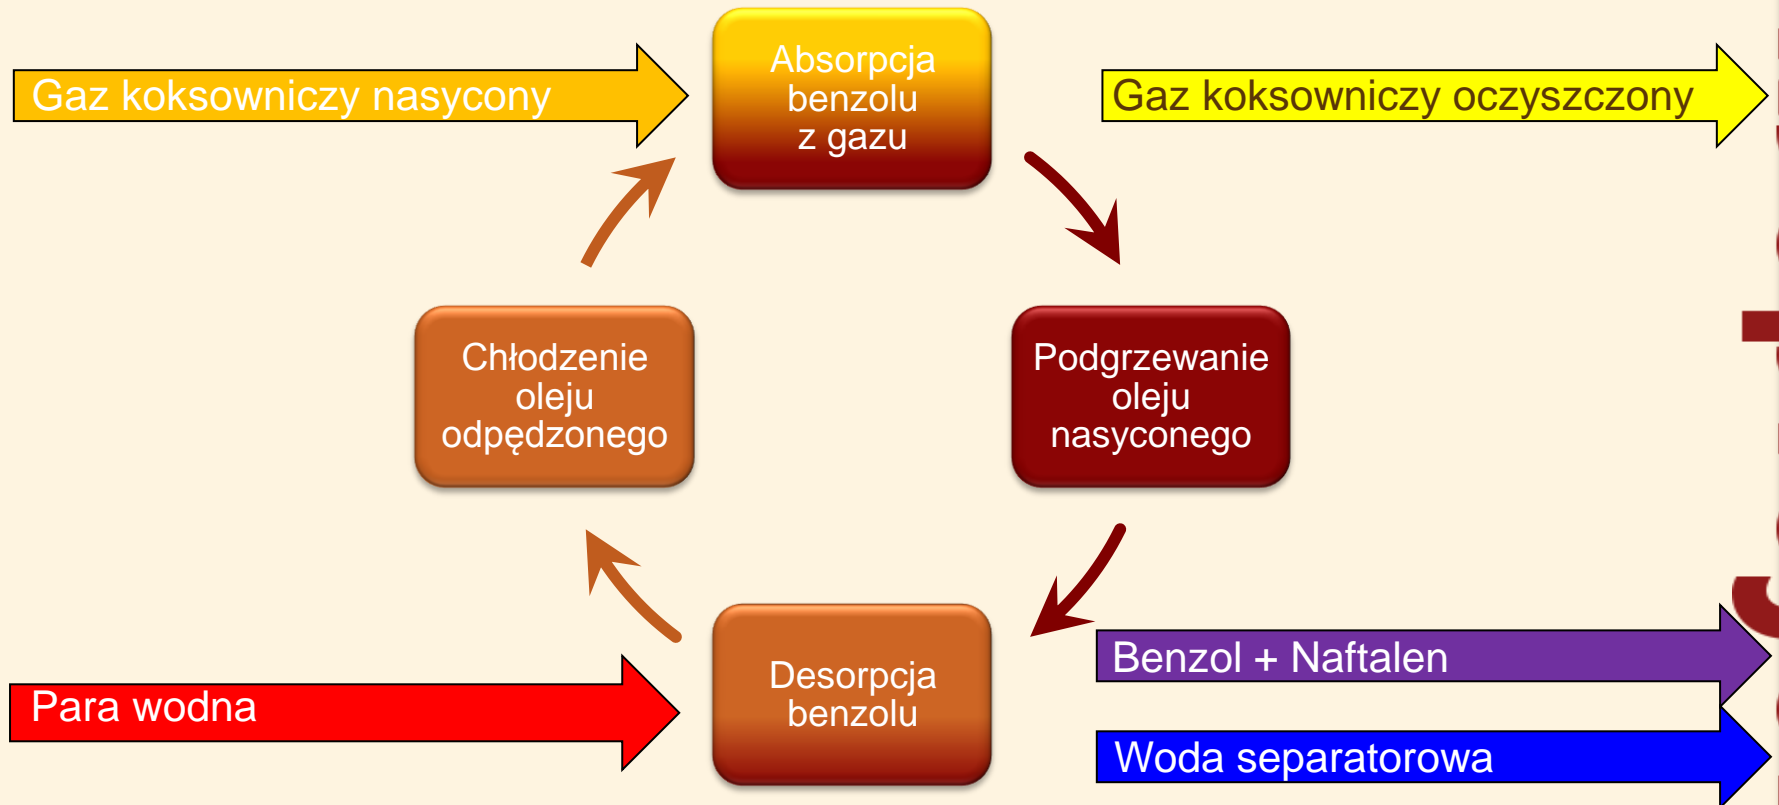 Absorpcja
benzolu
z gazu
Gaz koksowniczy nasycony
Gaz koksowniczy oczyszczony
Chłodzenie
oleju
odpędzonego
Podgrzewanie
oleju
nasyconego
Desorpcja
benzolu
Para wodna
Benzol + Naftalen
Woda separatorowa